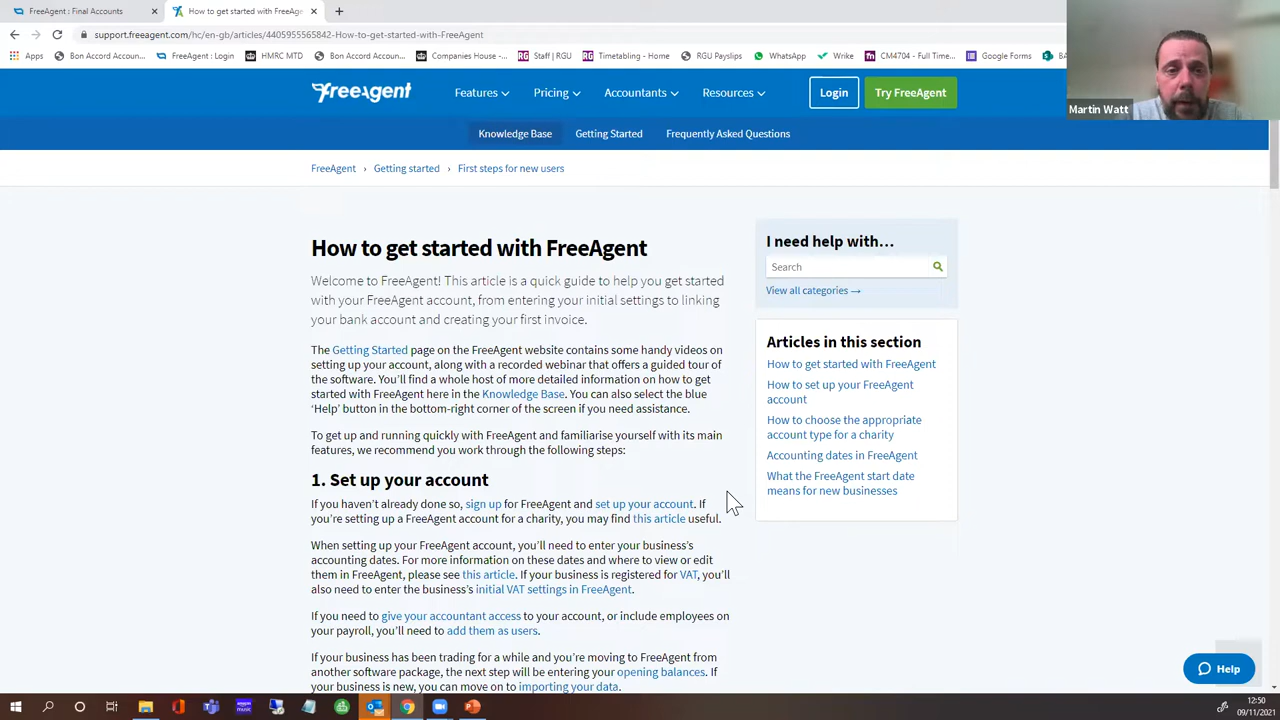 FreeAgent : Final Accounts
How to get started with FreeAge
support.freeagent.com/hc/en-gb/articles/4405955565842-How-to-get-started-with-FreeAgent
Apps
Bon Accord Accoun...
FreeAgent : Login
HMRC MTD
Bon Accord Accoun...
Companies House -...
Staff | RGU
Timetabling - Home
RGU Payslips
WhatsApp
Wrike
CM4704 - Full Time...
Google Forms
Martin Watt
FreeAgent
Features
Pricing
Accountants
Resources
Login
Try FreeAgent
Knowledge Base
Getting Started
Frequently Asked Questions
FreeAgent › Getting started › First steps for new users
How to get started with FreeAgent
Welcome to FreeAgent! This article is a quick guide to help you get started
with your FreeAgent account, from entering your initial settings to linking
your bank account and creating your first invoice.
The Getting Started page on the FreeAgent website contains some handy videos on
setting up your account, along with a recorded webinar that offers a guided tour of
the software. You'll find a whole host of more detailed information on how to get
started with FreeAgent here in the Knowledge Base. You can also select the blue
‘Help’ button in the bottom-right corner of the screen if you need assistance.
To get up and running quickly with FreeAgent and familiarise yourself with its main
features, we recommend you work through the following steps:
1. Set up your account
If you haven't already done so, sign up for FreeAgent and set up your account. If
you're setting up a FreeAgent account for a charity, you may find this article useful.
When setting up your FreeAgent account, you'll need to enter your business's
accounting dates. For more information on these dates and where to view or edit
them in FreeAgent, please see this article. If your business is registered for VAT, you'll
also need to enter the business's initial VAT settings in FreeAgent.
If you need to give your accountant access to your account, or include employees on
your payroll, you'll need to add them as users.
If your business has been trading for a while and you're moving to FreeAgent from
another software package, the next step will be entering your opening balances. If
your business is new, you can move on to importing your data.
I need help with...
Search
View all categories →
Articles in this section
How to get started with FreeAgent
How to set up your FreeAgent
account
How to choose the appropriate
account type for a charity
Accounting dates in FreeAgent
What the FreeAgent start date
means for new businesses
Help
12:50
09/11/2021